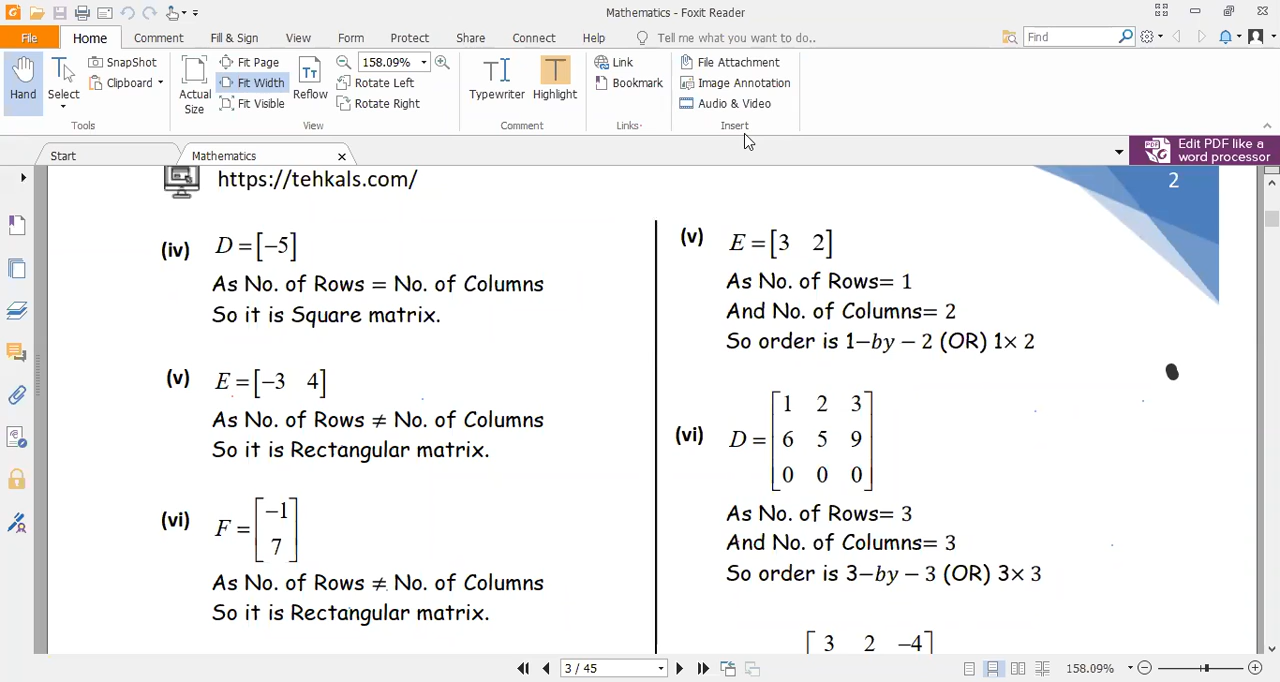 Mathematics - Foxit Reader
File Home Comment Fill & Sign View Form Protect Share Connect Help Tell me what you want to do.. Find
Hand
Select
SnapShot
Clipboard
Tools
Actual Size
Fit Page
Fit Width
Fit Visible
Reflow
158.09%
Rotate Left
Rotate Right
View
Typewriter
Highlight
Comment
Link
Bookmark
Links
File Attachment
Image Annotation
Audio & Video
Insert
Start
Mathematics
Edit PDF like a
word processor
https://tehkals.com/
2
(iv) D = [−5]
As No. of Rows = No. of Columns
So it is Square matrix.
(v) E = [−3 4]
As No. of Rows ≠ No. of Columns
So it is Rectangular matrix.
(vi) F = [−1
7]
As No. of Rows ≠ No. of Columns
So it is Rectangular matrix.
(v) E = [3 2]
As No. of Rows= 1
And No. of Columns= 2
So order is 1−by − 2 (OR) 1× 2
(vi) D = [1 2 3
6 5 9
0 0 0]
As No. of Rows= 3
And No. of Columns= 3
So order is 3−by − 3 (OR) 3× 3
3 2 −4
3 / 45
158.09%